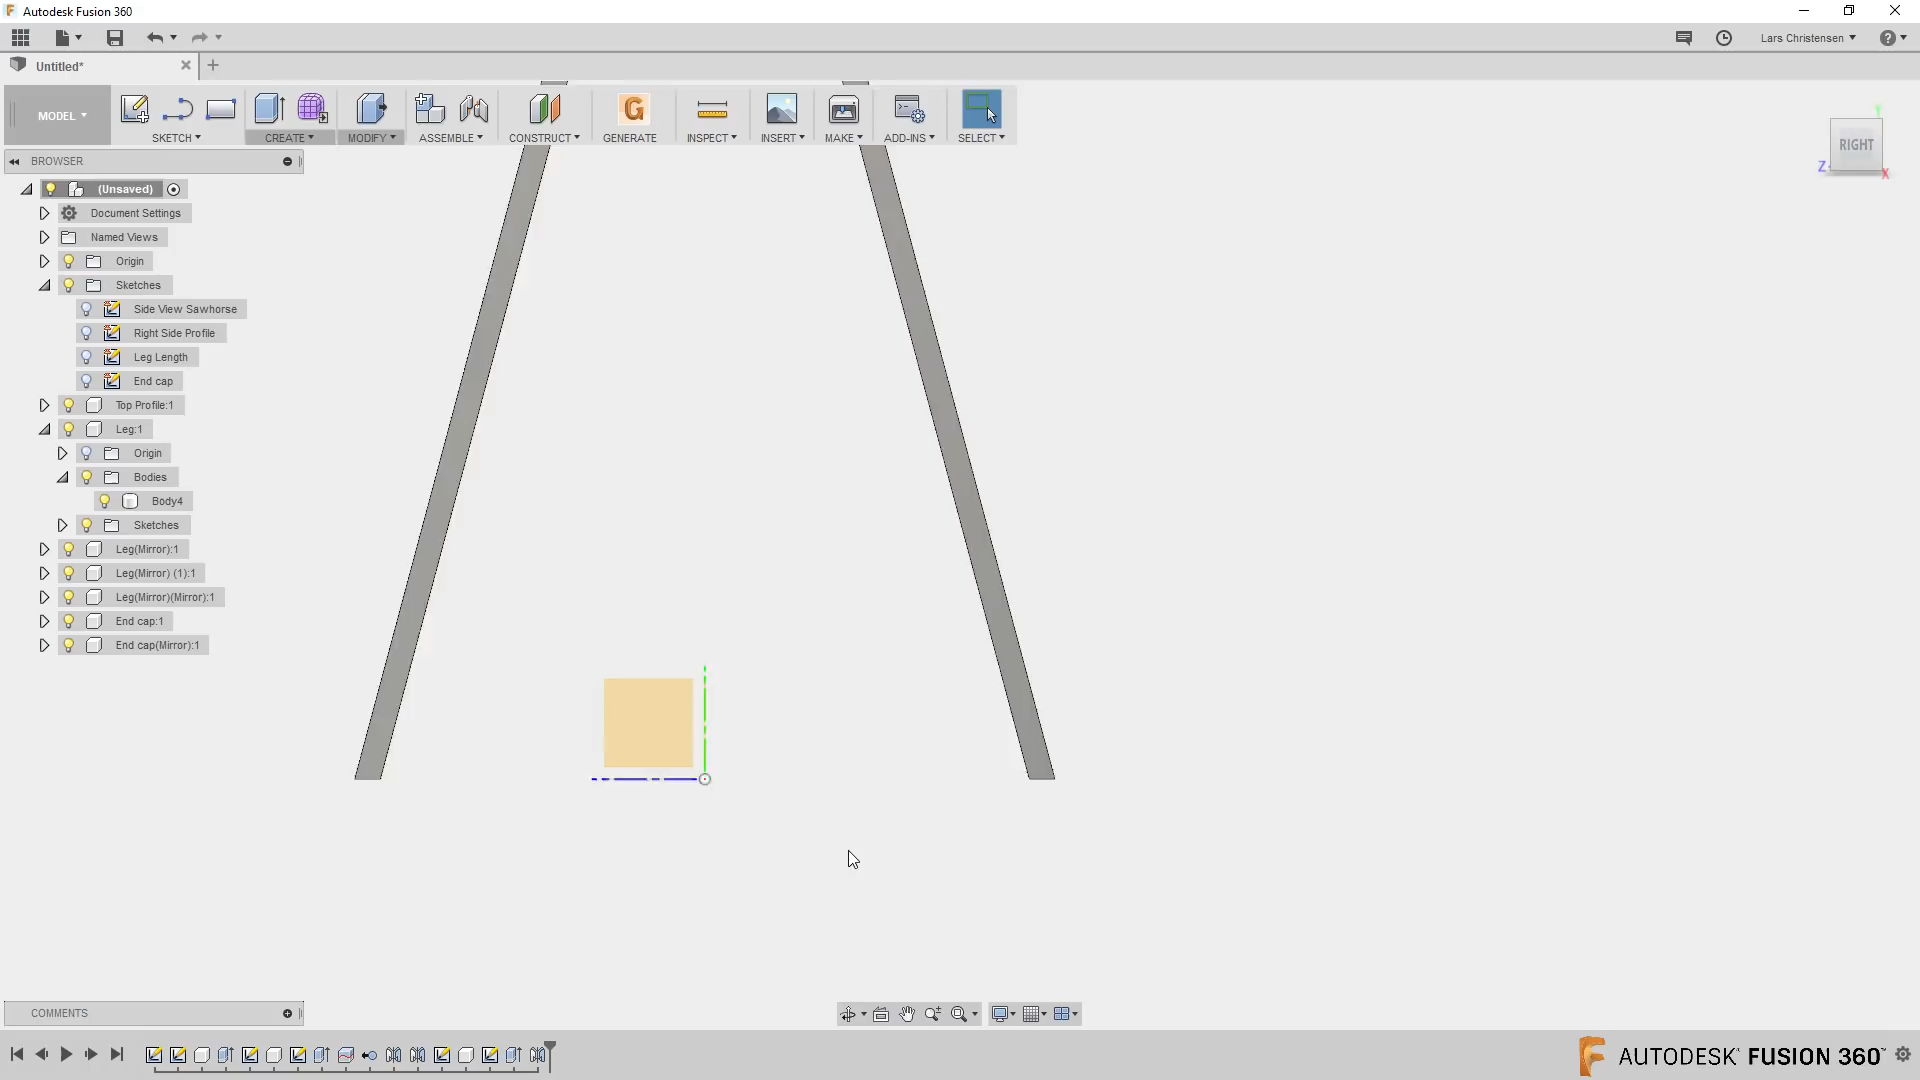 Autodesk Fusion 360
Lars Christensen
Untitled*
MODEL
SKETCH
CREATE
MODIFY
ASSEMBLE
CONSTRUCT
GENERATE
INSPECT
INSERT
MAKE
ADD-INS
SELECT
Y
RIGHT
Z
X
BROWSER
(Unsaved)
Document Settings
Named Views
Origin
Sketches
Side View Sawhorse
Right Side Profile
Leg Length
End cap
Top Profile:1
Leg:1
Origin
Bodies
Body4
Sketches
Leg(Mirror):1
Leg(Mirror) (1):1
Leg(Mirror)(Mirror):1
End cap:1
End cap(Mirror):1
COMMENTS
AUTODESK® FUSION 360™